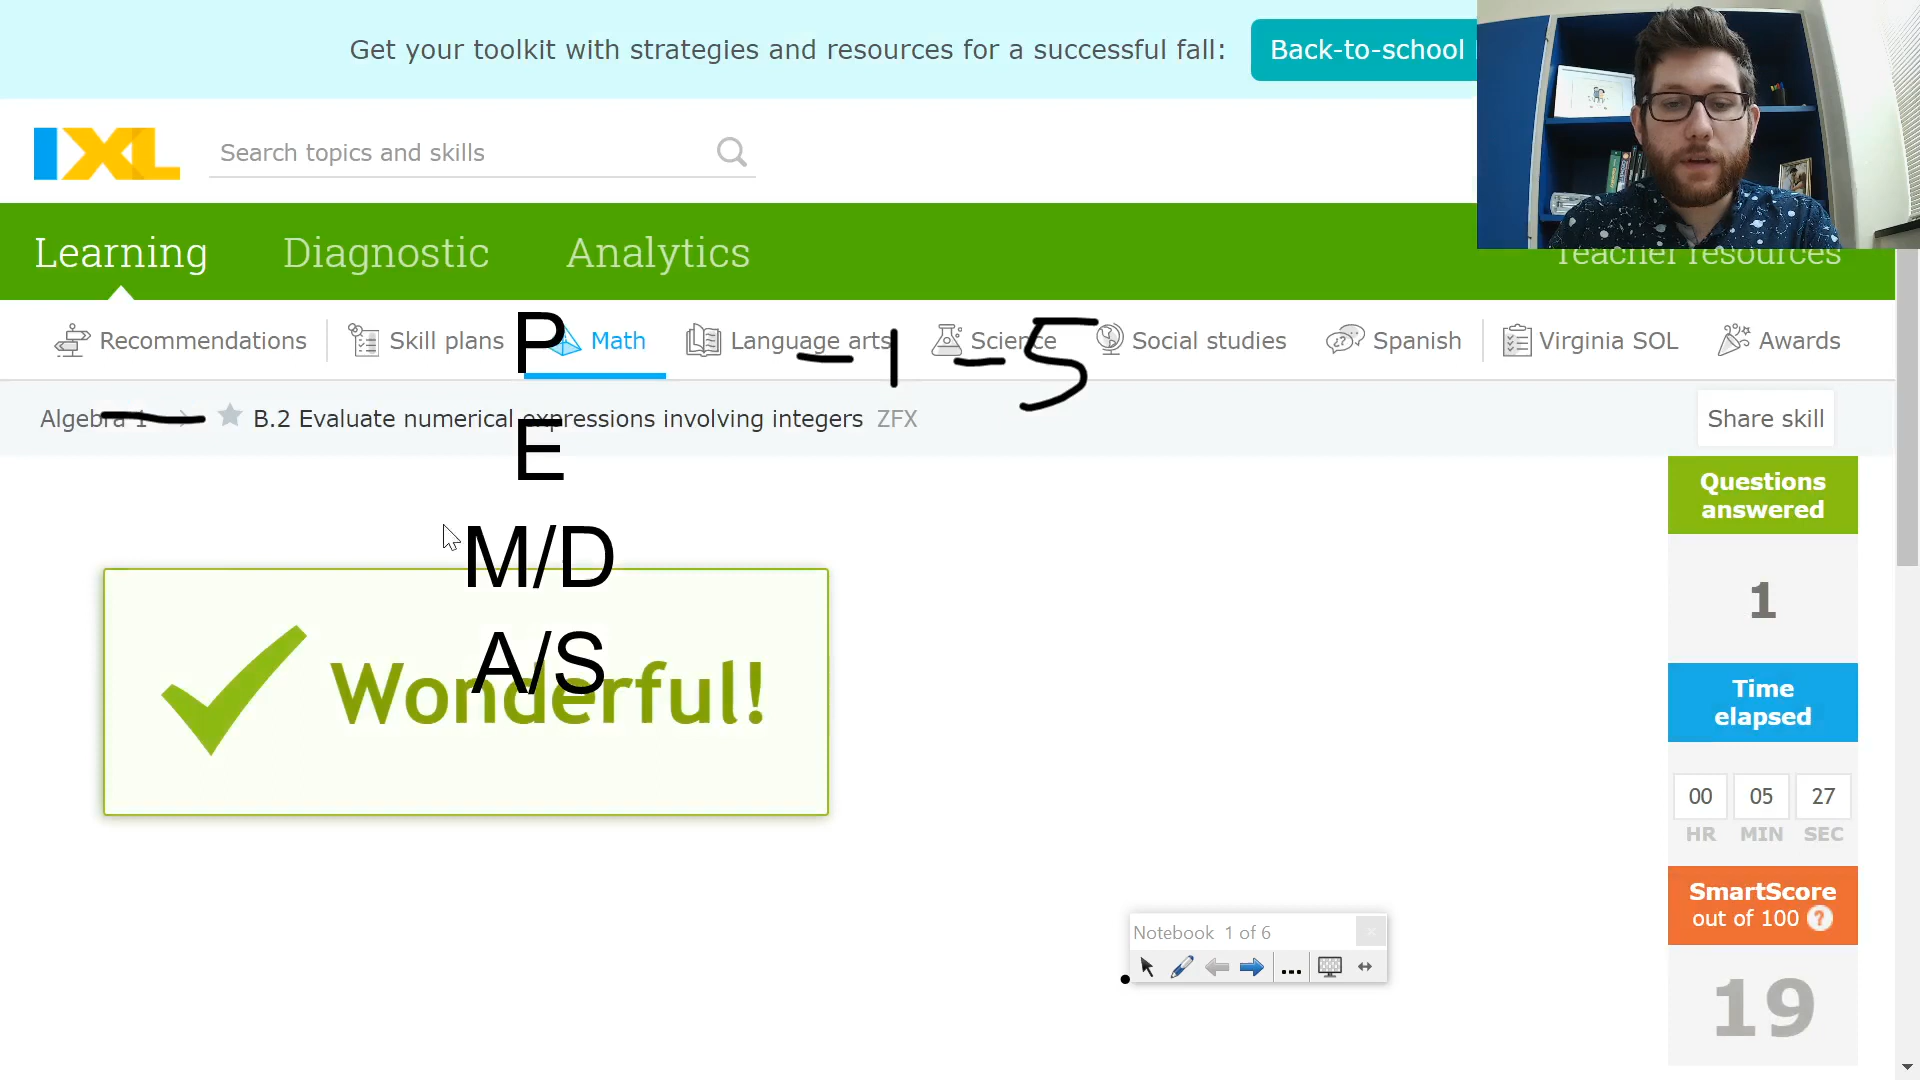 Get your toolkit with strategies and resources for a successful fall: Back-to-school
IXL Search topics and skills
Learning Diagnostic Analytics Teacher resources
Recommendations Skill plans Math Language arts Science Social studies Spanish Virginia SOL Awards
P -1 -5
Algebra 1 B.2 Evaluate numerical expressions involving integers ZFX Share skill
E
Questions
answered
M/D
1
A/S
Wonderful!
Time
elapsed
00 05 27
HR MIN SEC
SmartScore
out of 100 ?
Notebook 1 of 6
...
19